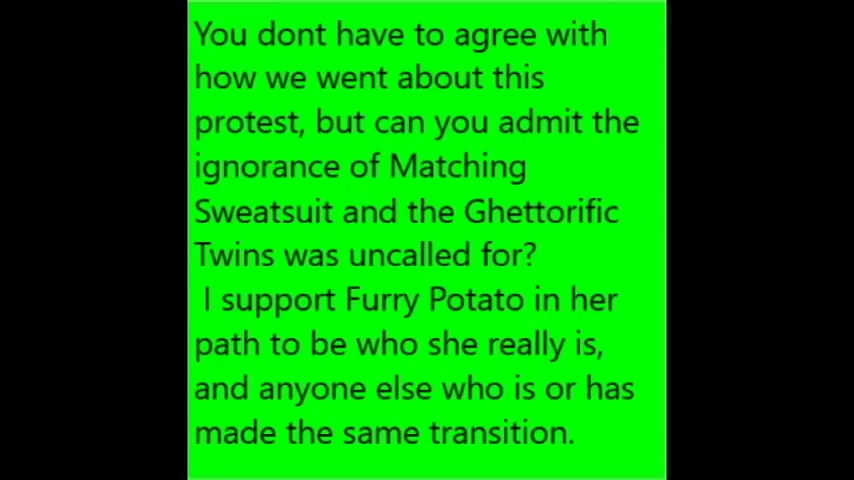 You dont have to agree with
how we went about this
protest, but can you admit the
ignorance of Matching
Sweatsuit and the Ghettorific
Twins was uncalled for?
I support Furry Potato in her
path to be who she really is,
and anyone else who is or has
made the same transition.